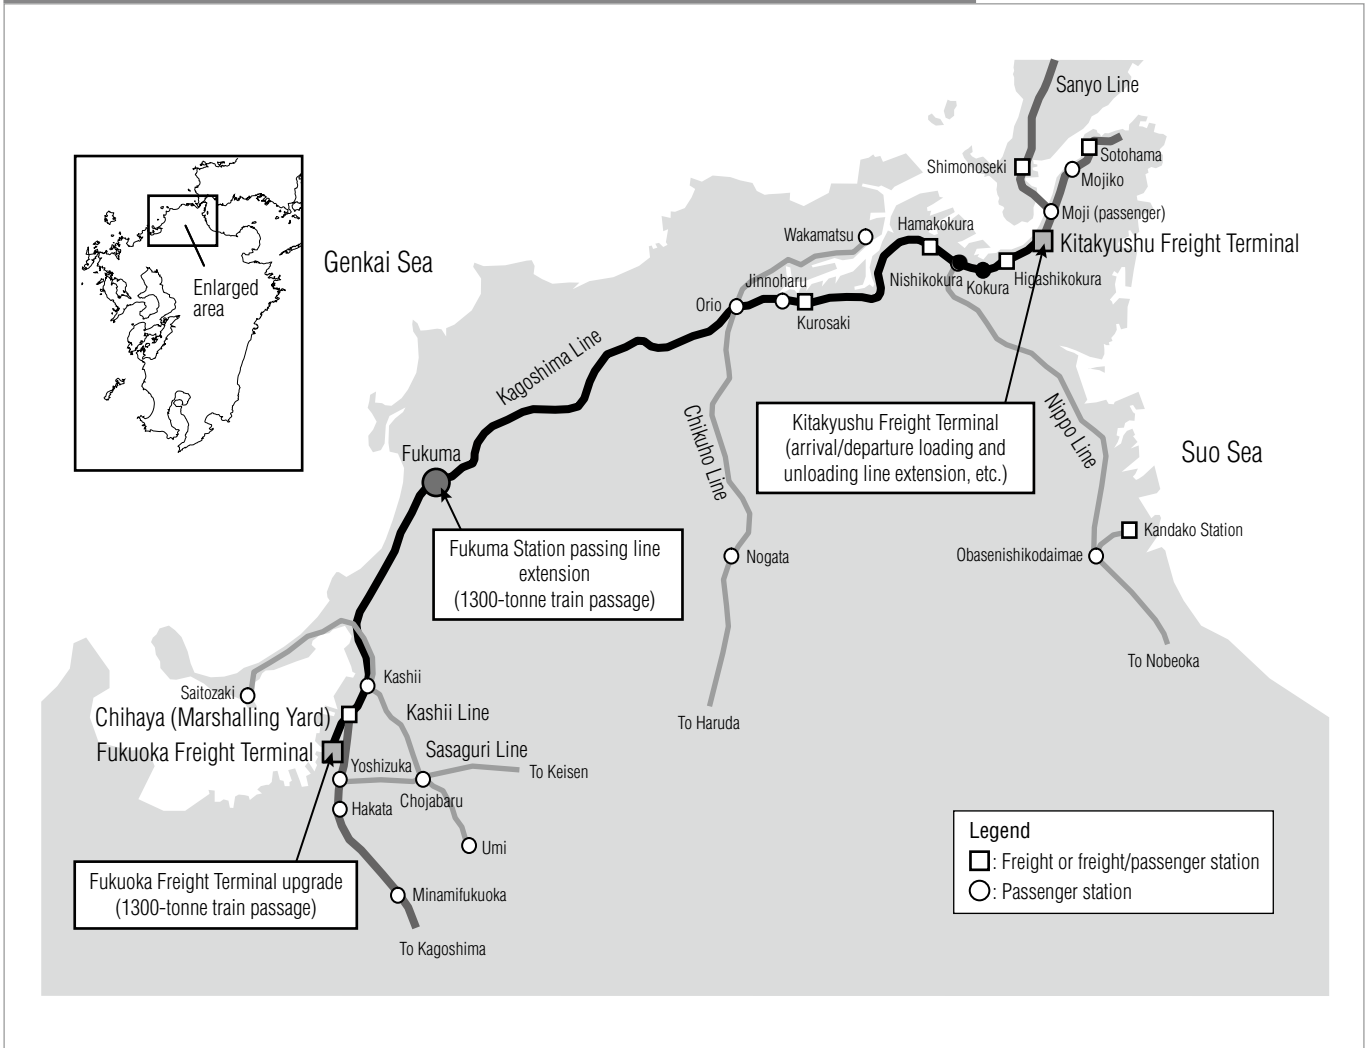 Sanyo Line
Sotohama
Shimonoseki
Mojiko
Moji (passenger)
Hamakokura
Wakamatsu
Kitakyushu Freight Terminal
Genkai Sea
Enlarged
area
Jinnoharu
Nishikokura
Kokura
Higashikokura
Orio
Kurosaki
Kagoshima Line
Chikuho Line
Nippo Line
Kitakyushu Freight Terminal
(arrival/departure loading and
unloading line extension, etc.)
Suo Sea
Fukuma
Kandako Station
Fukuma Station passing line
extension
(1300-tonne train passage)
Nogata
Obasenishikodaimae
To Nobeoka
Kashii
Saitozaki
Chihaya (Marshalling Yard)
Kashii Line
To Haruda
Fukuoka Freight Terminal
Sasaguri Line
Yoshizuka
To Keisen
Chojabaru
Hakata
Umi
Legend
: Freight or freight/passenger station
: Passenger station
Fukuoka Freight Terminal upgrade
(1300-tonne train passage)
Minamifukuoka
To Kagoshima